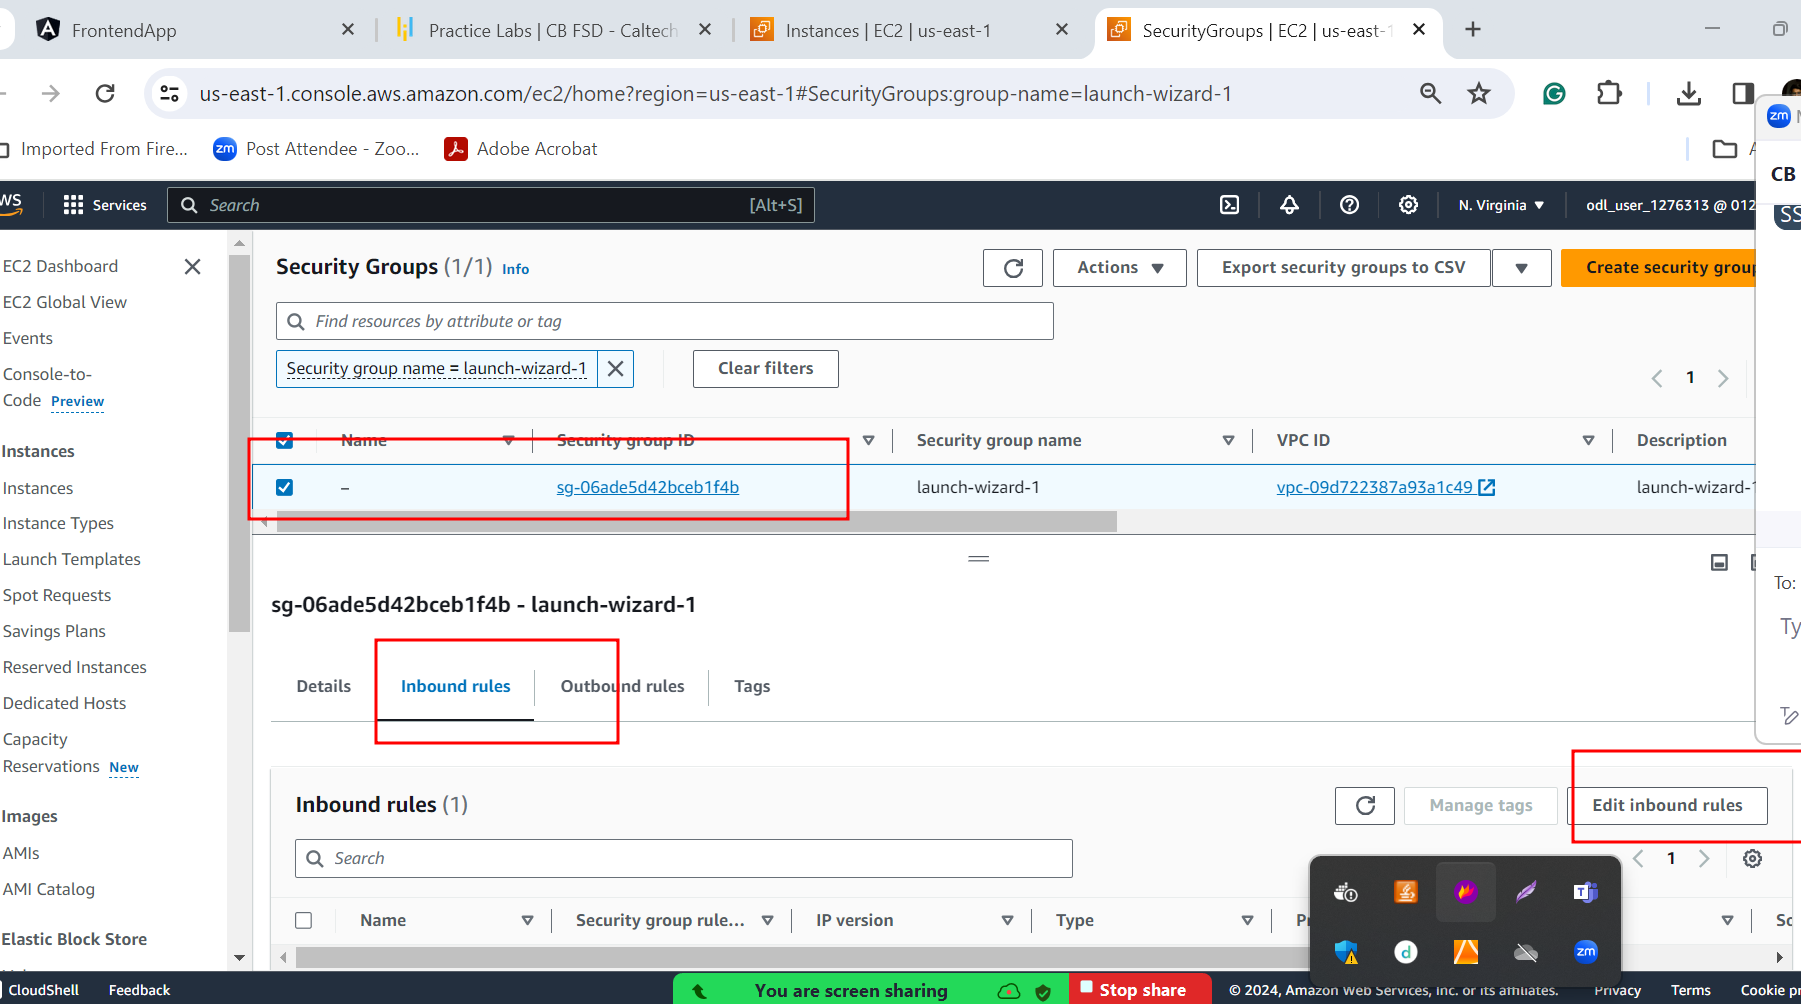 FrontendApp
Practice Labs | CB FSD - Caltech
Instances | EC2 | us-east-1
SecurityGroups | EC2 | us-east-1
us-east-1.console.aws.amazon.com/ec2/home?region=us-east-1#SecurityGroups:group-name=launch-wizard-1
Imported From Fire...
Post Attendee - Zoo...
Adobe Acrobat
zm
CB
Services
Search
[Alt+S]
N. Virginia
odl_user_1276313 @ 012
SS
EC2 Dashboard
EC2 Global View
Events
Console-to-
Code Preview
Instances
Instances
Instance Types
Launch Templates
Spot Requests
Savings Plans
Reserved Instances
Dedicated Hosts
Capacity
Reservations New
Images
AMIs
AMI Catalog
Elastic Block Store
Security Groups (1/1) Info
Actions
Export security groups to CSV
Create security group
Find resources by attribute or tag
Security group name = launch-wizard-1
Clear filters
1
Name
Security group ID
Security group name
VPC ID
Description
–
sg-06ade5d42bceb1f4b
launch-wizard-1
vpc-09d722387a93a1c49
launch-wizard-1
sg-06ade5d42bceb1f4b - launch-wizard-1
To:
Ty
Details
Inbound rules
Outbound rules
Tags
Inbound rules (1)
Manage tags
Edit inbound rules
Search
1
Name
Security group rule...
IP version
Type
CloudShell
Feedback
You are screen sharing
Stop share
© 2024, Amazon Web Services, Inc. or its affiliates.
Privacy
Terms